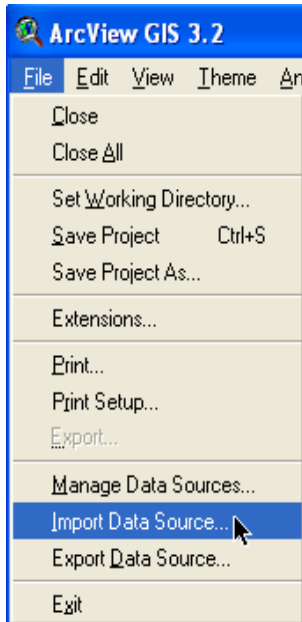 ArcView GIS 3.2
File Edit View Theme
Close
Close All
Set Working Directory...
Save Project Ctrl+S
Save Project As...
Extensions...
Print...
Print Setup...
Export...
Manage Data Sources...
Import Data Source...
Export Data Source...
Exit